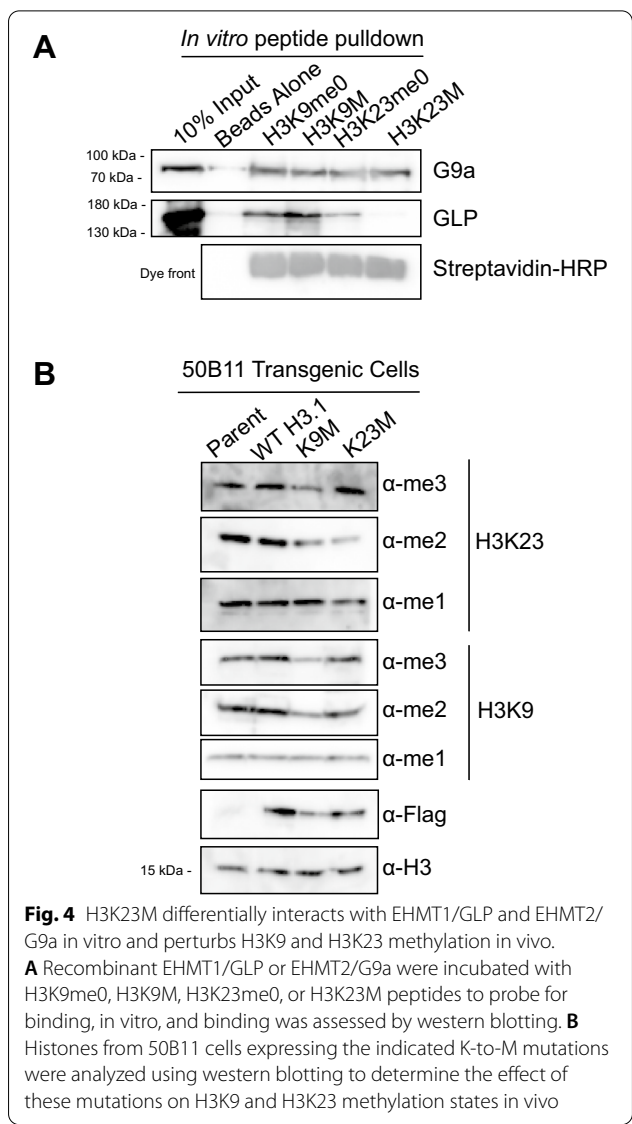 A
In vitro peptide pulldown
10% Input
Beads Alone
H3K9me0
H3K9M
H3K23me0
H3K23M
100 kDa -
70 kDa -
G9a
180 kDa -
130 kDa -
GLP
Dye front
Streptavidin-HRP
B
50B11 Transgenic Cells
Parent
WT H3.1
K9M
K23M
α-me3
α-me2
α-me1
H3K23
α-me3
α-me2
α-me1
H3K9
α-Flag
15 kDa -
α-H3
Fig. 4 H3K23M differentially interacts with EHMT1/GLP and EHMT2/
G9a in vitro and perturbs H3K9 and H3K23 methylation in vivo.
A Recombinant EHMT1/GLP or EHMT2/G9a were incubated with
H3K9me0, H3K9M, H3K23me0, or H3K23M peptides to probe for
binding, in vitro, and binding was assessed by western blotting. B
Histones from 50B11 cells expressing the indicated K-to-M mutations
were analyzed using western blotting to determine the effect of
these mutations on H3K9 and H3K23 methylation states in vivo